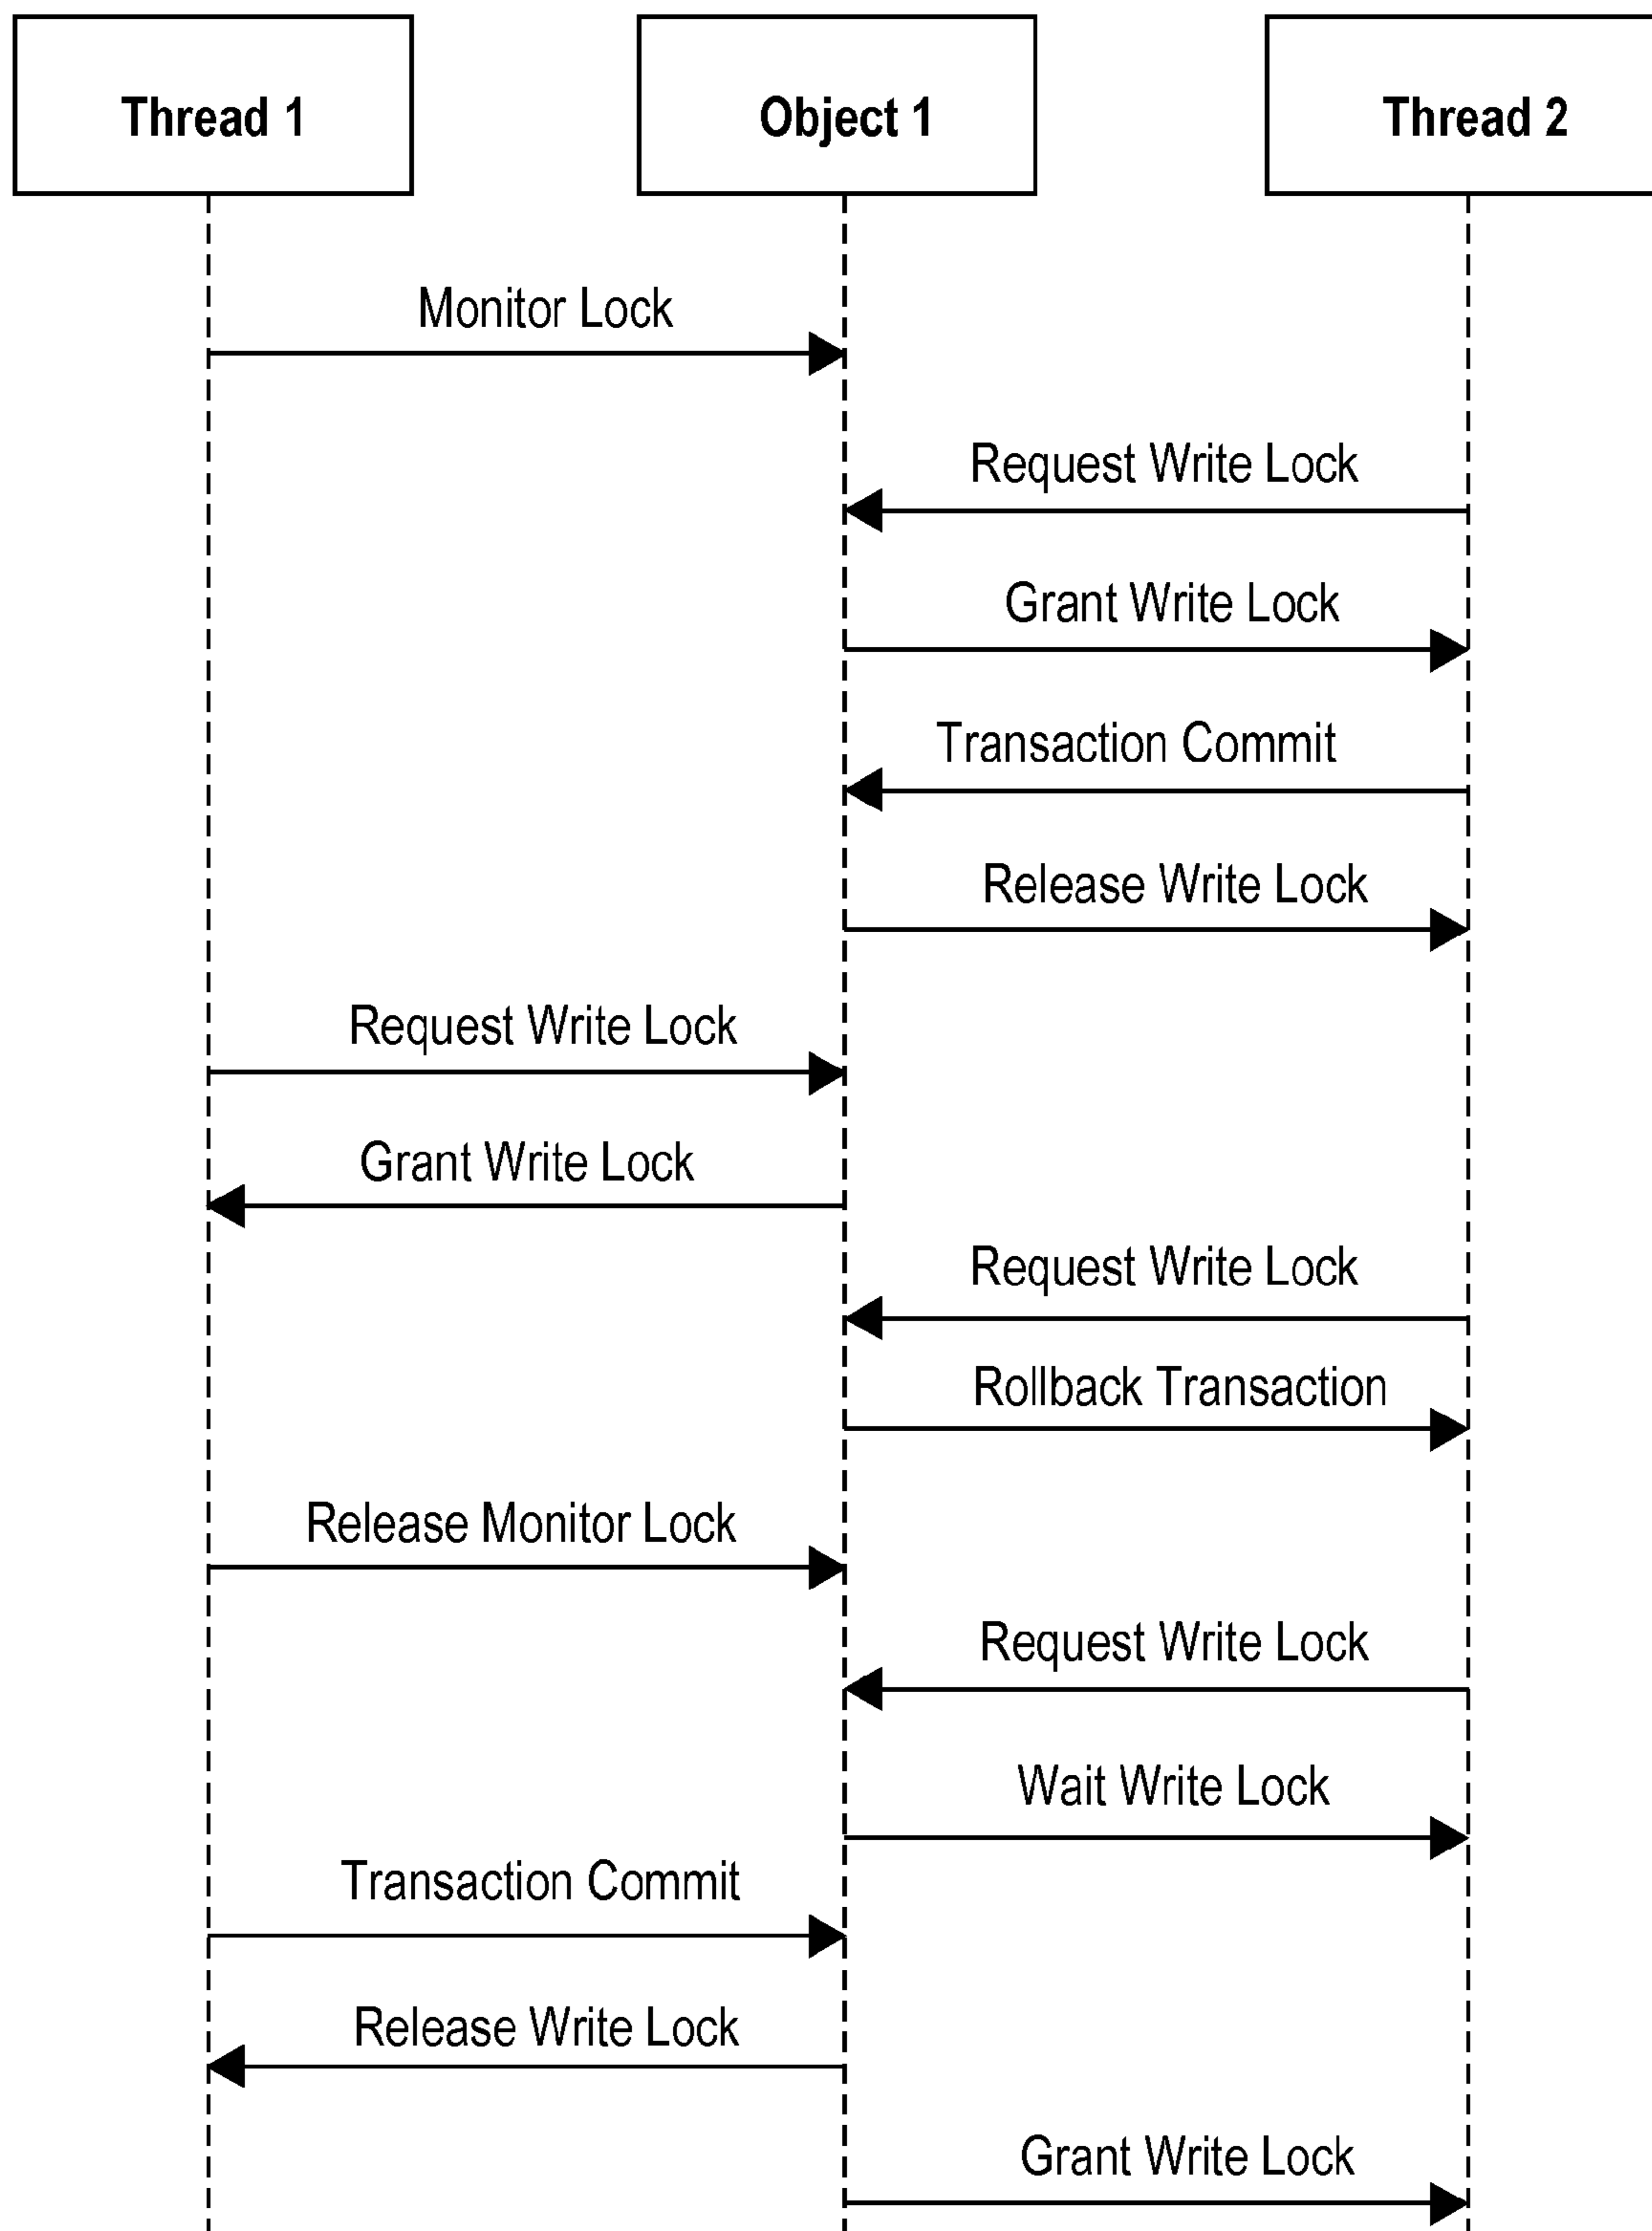 Thread 1
Object 1
Thread 2
Monitor Lock
Request Write Lock
Grant Write Lock
Transaction Commit
Release Write Lock
Request Write Lock
Grant Write Lock
Request Write Lock
Rollback Transaction
Release Monitor Lock
Request Write Lock
Wait Write Lock
Transaction Commit
Release Write Lock
Grant Write Lock